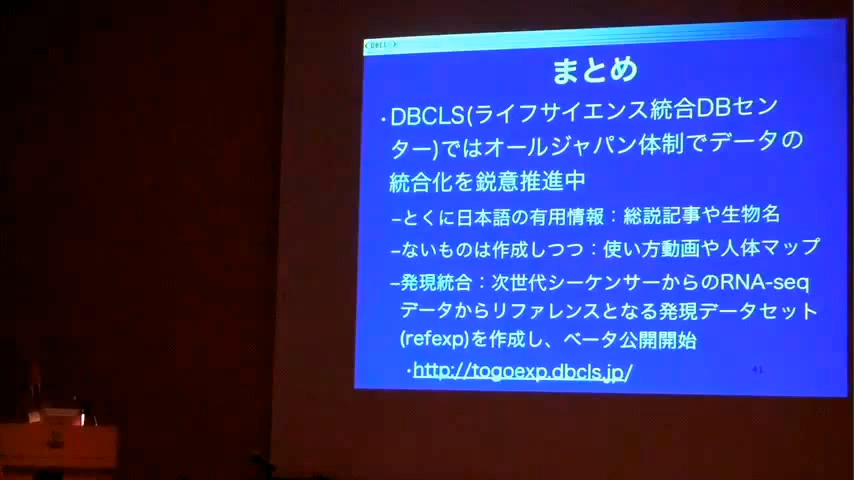 まとめ
・DBCLS(ライフサイエンス統合DBセン
ター)ではオールジャパン体制でデータの
統合化を鋭意推進中
–とくに日本語の有用情報：総説記事や生物名
–ないものは作成しつつ：使い方動画や人体マップ
–発現統合：次世代シーケンサーからのRNA-seq
データからリファレンスとなる発現データセット
(refexp)を作成し、ベータ公開開始
・http://togoexp.dbcls.jp/
41